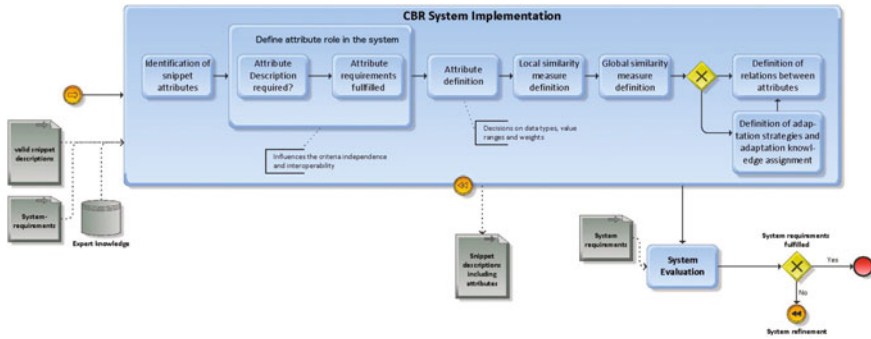 CBR System Implementation
Define attribute role in the system
Identification of
snippet
attributes
Attribute
Description
required?
Attribute
requirements
fullfilled
Attribute
definition
Local similarity
measure
definition
Global similarity
measure
definition
Definition of
relations between
attributes
Definition of adap-
tation strategies and
adaptation knowl-
edge assignment
Decisions on data types, value
ranges and weights
Influences the criteria independence
and interoperability
valid snippet
descriptions
System-
requirements
Expert knowledge
Snippet
descriptions
including
attributes
System
requirements
System
Evaluation
System requirements
fulfilled
Yes
No
System refinement